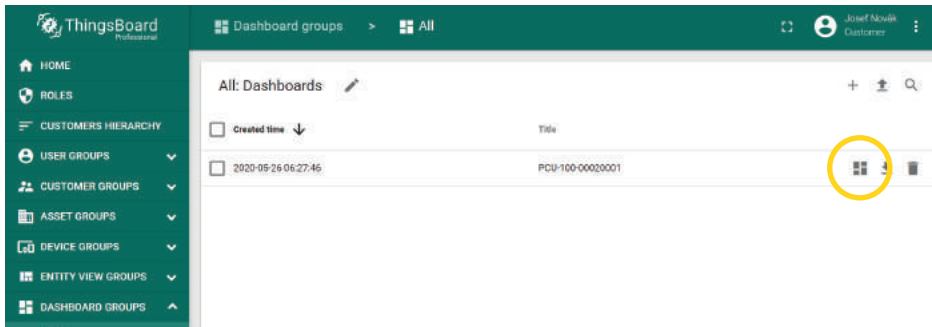 ThingsBoard
Professional
Dashboard groups > All
Josef Novák
Customer
HOME
ROLES
CUSTOMERS HIERARCHY
USER GROUPS
CUSTOMER GROUPS
ASSET GROUPS
DEVICE GROUPS
ENTITY VIEW GROUPS
DASHBOARD GROUPS
All: Dashboards
Created time Title
2020-05-26 06:27:46 PCU-100-00020001